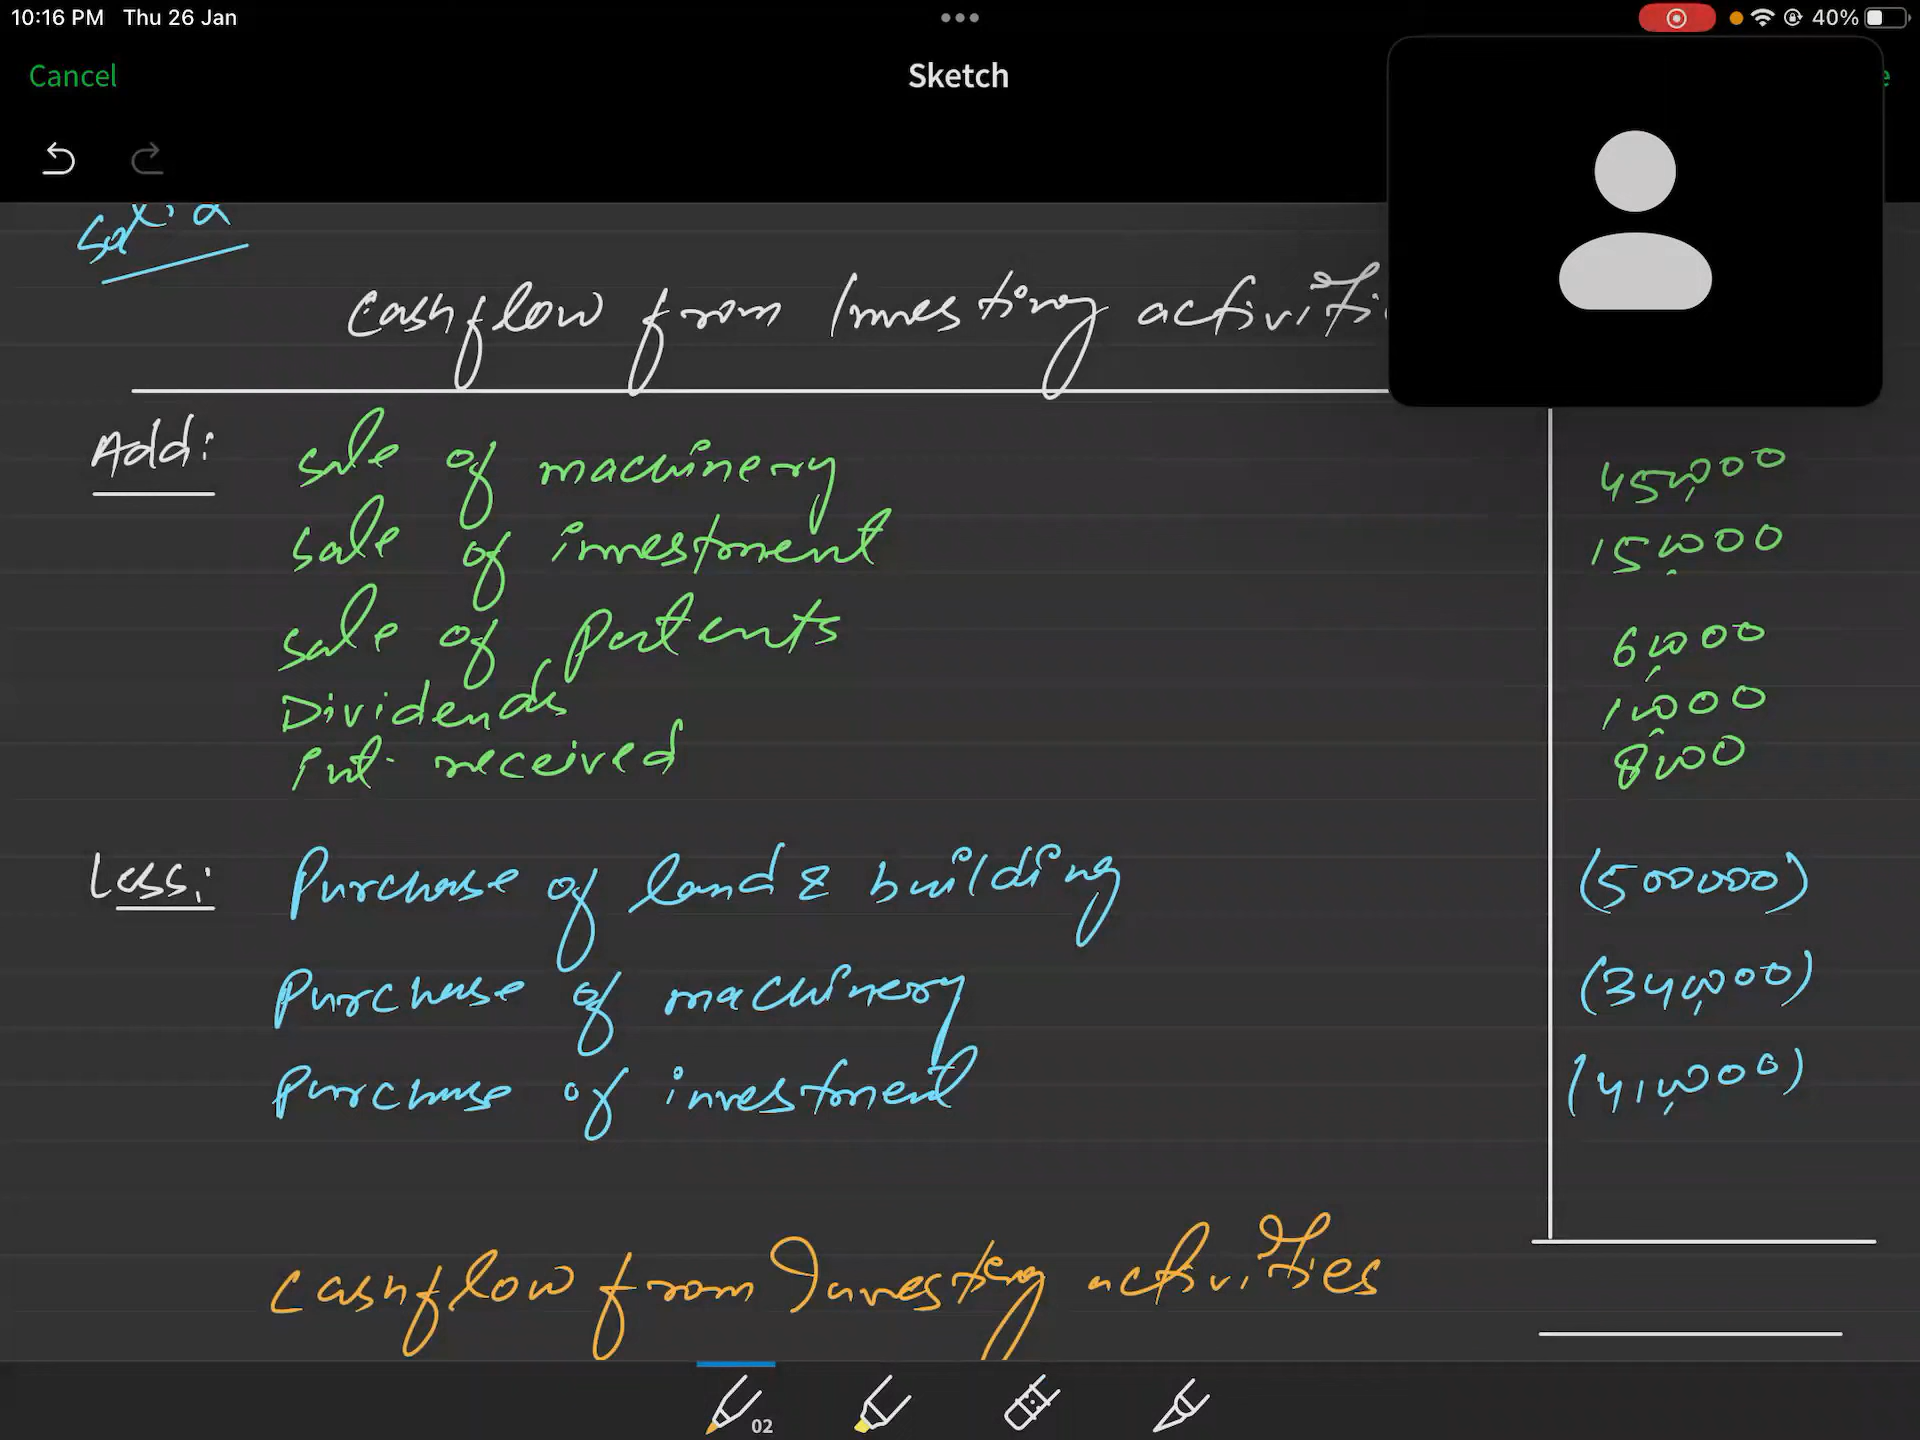 10:16 PM Thu 26 Jan
40%
Cancel
Sketch
Cashflow from Investing activiti
Add:
sale of machinery
sale of investment
45,000
15,000
sale of Patents
6,000
Dividends
1,000
Int. received
800
Less:
Purchase of land & building
(500000)
Purchase of machinery
(34,000)
Purchase of investment
(41,000)
Cashflow from Investing activities
02